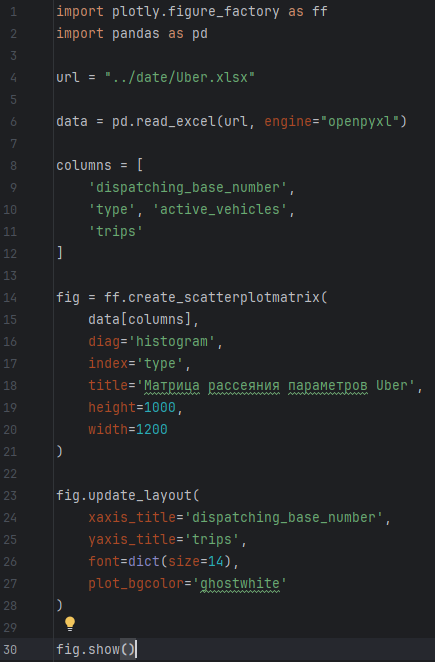 1 import plotly.figure_factory as ff
2 import pandas as pd
3
4 url = "../date/Uber.xlsx"
5
6 data = pd.read_excel(url, engine="openpyxl")
7
8 columns = [
9     'dispatching_base_number',
10     'type', 'active_vehicles',
11     'trips'
12 ]
13
14 fig = ff.create_scatterplotmatrix(
15     data[columns],
16     diag='histogram',
17     index='type',
18     title='Матрица рассеяния параметров Uber',
19     height=1000,
20     width=1200
21 )
22
23 fig.update_layout(
24     xaxis_title='dispatching_base_number',
25     yaxis_title='trips',
26     font=dict(size=14),
27     plot_bgcolor='ghostwhite'
28 )
29
30 fig.show()